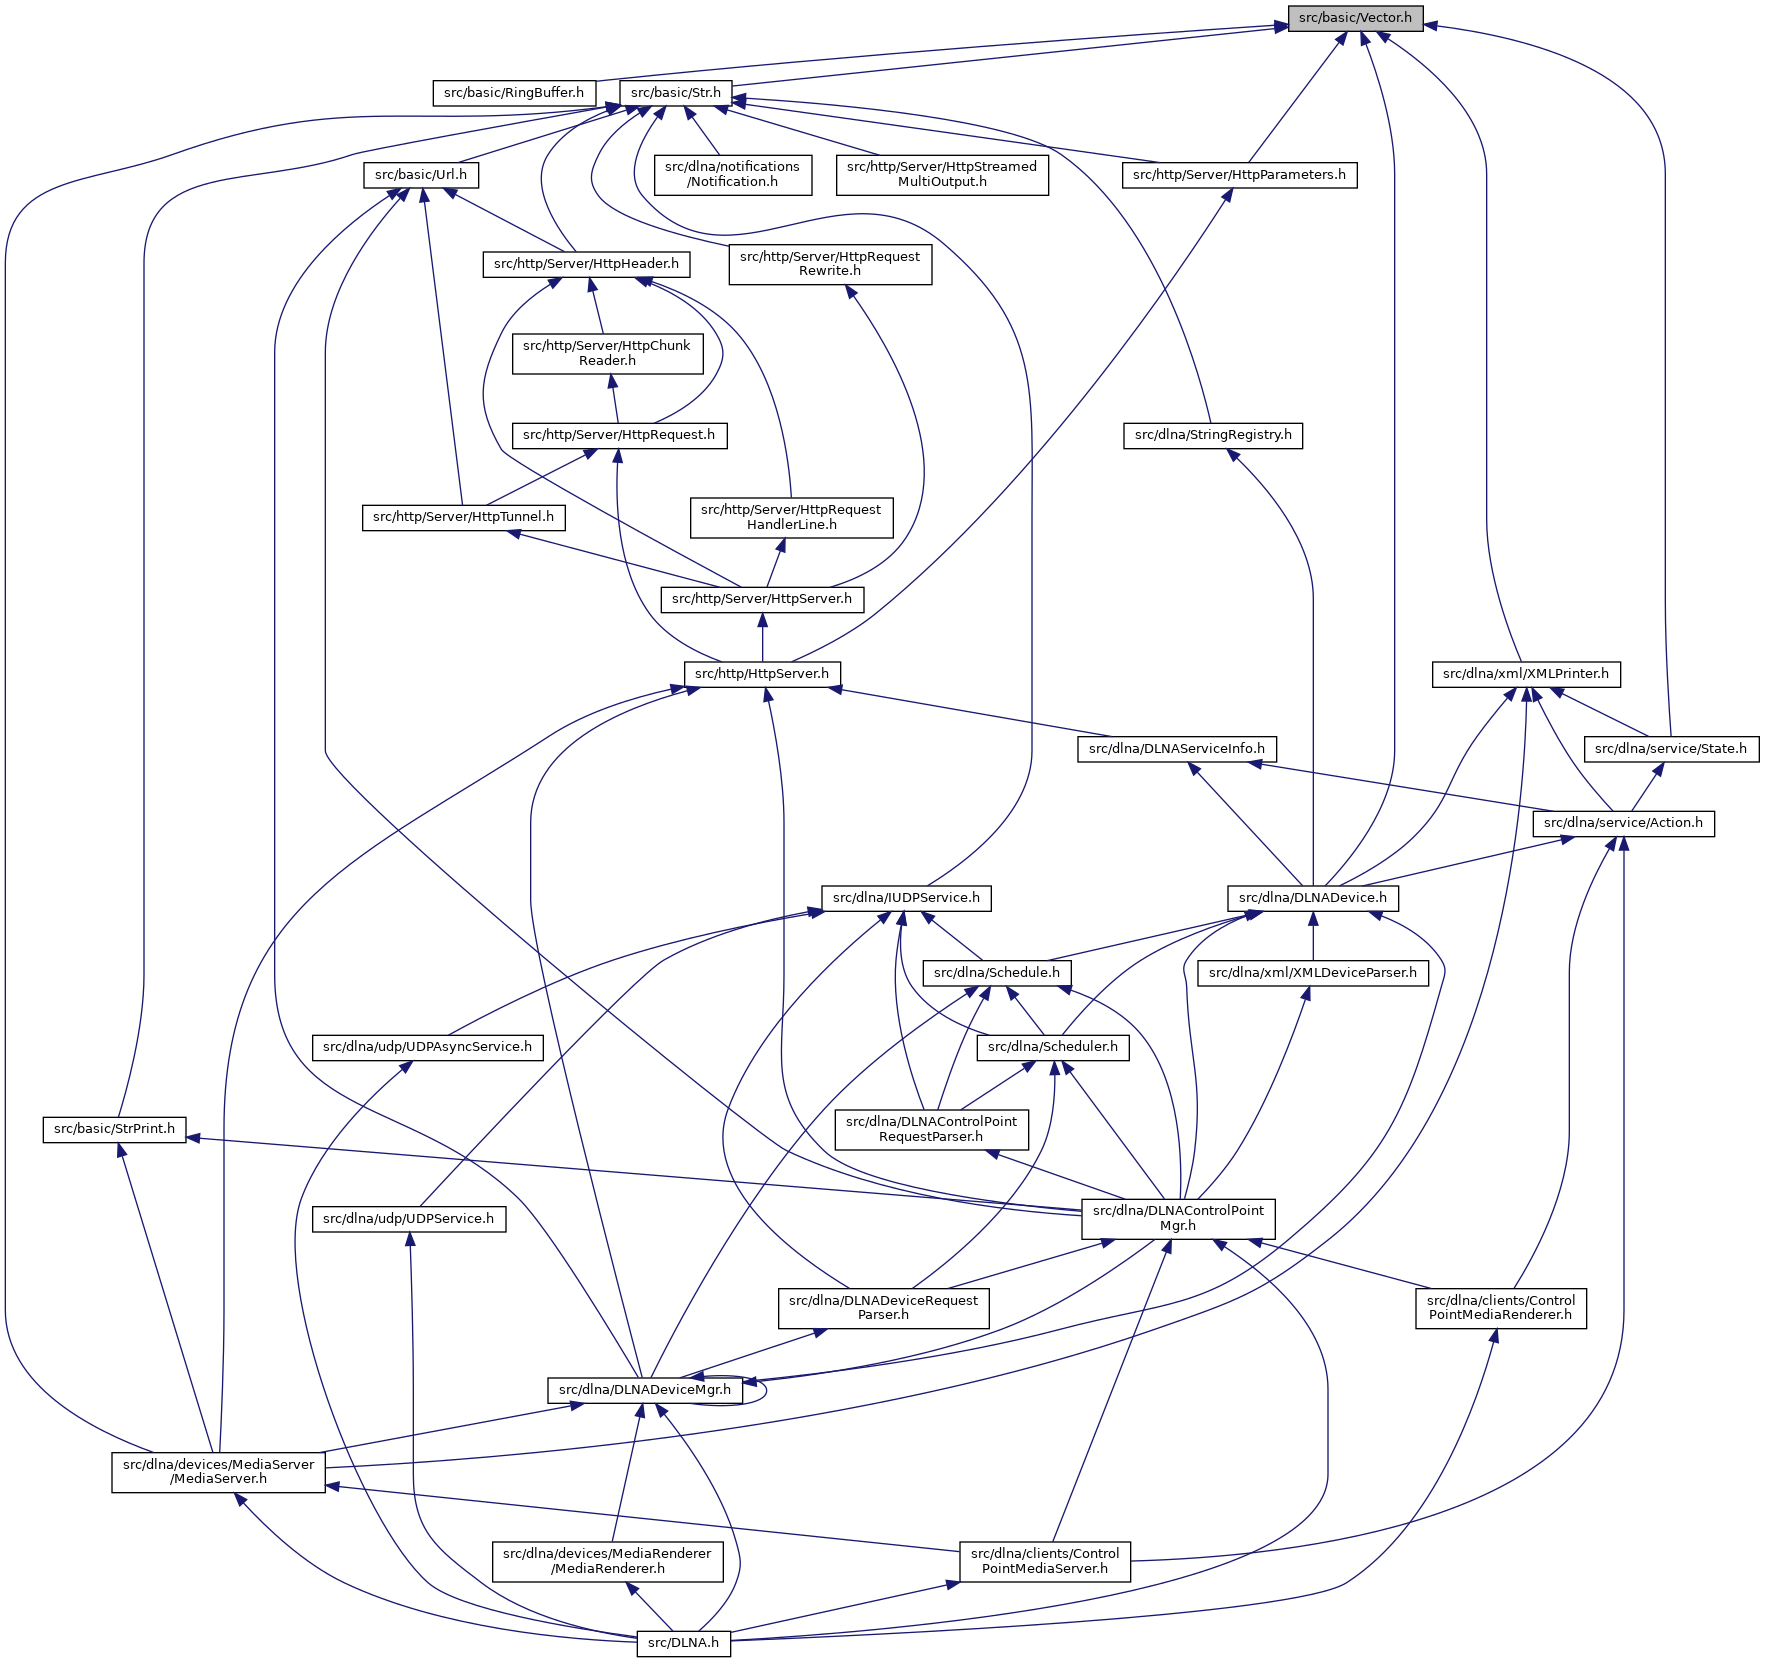 src/basic/Vector.h
src/basic/RingBuffer.h
src/basic/Str.h
src/basic/Url.h
src/dlna/notifications
/Notification.h
src/http/Server/HttpStreamed
MultiOutput.h
src/http/Server/HttpParameters.h
src/http/Server/HttpHeader.h
src/http/Server/HttpRequest
Rewrite.h
src/http/Server/HttpChunk
Reader.h
src/http/Server/HttpRequest.h
src/dlna/StringRegistry.h
src/http/Server/HttpTunnel.h
src/http/Server/HttpRequest
HandlerLine.h
src/http/Server/HttpServer.h
src/http/HttpServer.h
src/dlna/xml/XMLPrinter.h
src/dlna/DLNAServiceInfo.h
src/dlna/service/State.h
src/dlna/service/Action.h
src/dlna/IUDPService.h
src/dlna/DLNADevice.h
src/dlna/Schedule.h
src/dlna/xml/XMLDeviceParser.h
src/dlna/udp/UDPAsyncService.h
src/dlna/Scheduler.h
src/basic/StrPrint.h
src/dlna/DLNAControlPoint
RequestParser.h
src/dlna/udp/UDPService.h
src/dlna/DLNAControlPoint
Mgr.h
src/dlna/DLNADeviceRequest
Parser.h
src/dlna/clients/Control
PointMediaRenderer.h
src/dlna/DLNADeviceMgr.h
src/dlna/devices/MediaServer
/MediaServer.h
src/dlna/devices/MediaRenderer
/MediaRenderer.h
src/dlna/clients/Control
PointMediaServer.h
src/DLNA.h